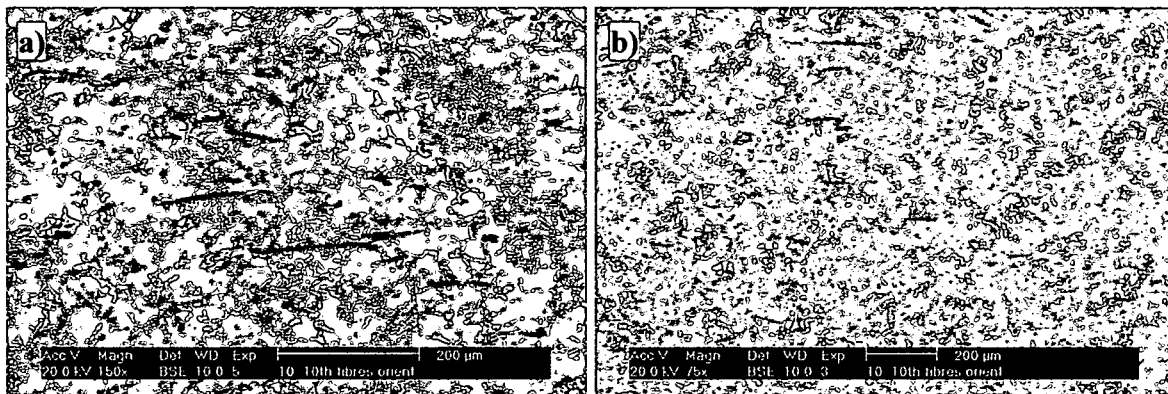 a)
Acc V Magn Det WD Exp 200 µm
20.0 kV 150x BSE 10.0 5 10 10th fibres orient
b)
Acc V Magn Det WD Exp 200 µm
20.0 kV 75x BSE 10.0 3 10 10th fibres orient